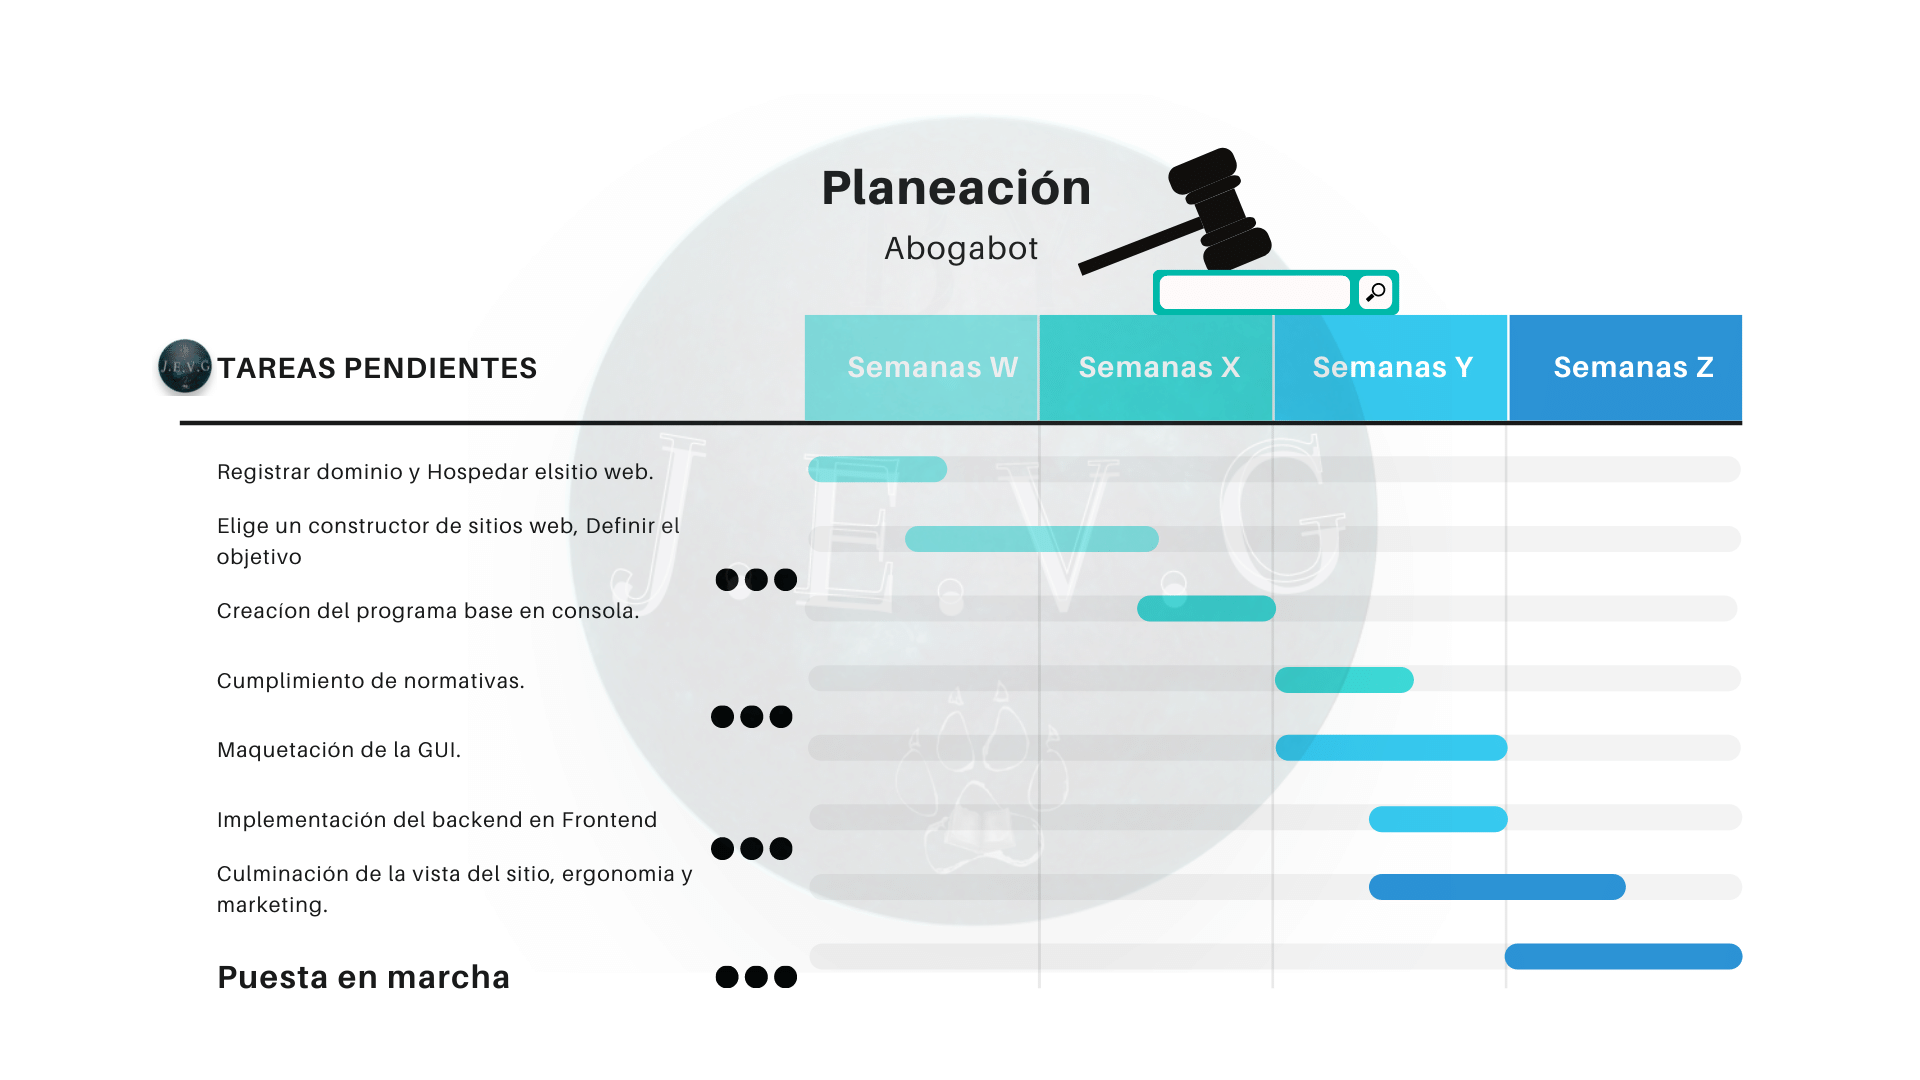 Planeación
Abogabot
J.E.V.G
TAREAS PENDIENTES
Semanas W
Semanas X
Semanas Y
Semanas Z
Registrar dominio y Hospedar elsitio web.
Elige un constructor de sitios web, Definir el
objetivo
Creacíon del programa base en consola.
Cumplimiento de normativas.
Maquetación de la GUI.
Implementación del backend en Frontend
Culminación de la vista del sitio, ergonomia y
marketing.
Puesta en marcha
J.E.V.G